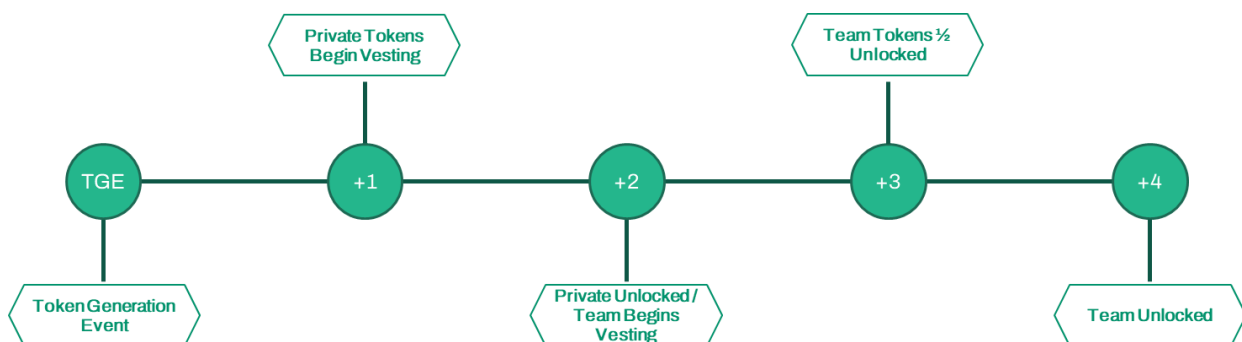 Private Tokens
Begin Vesting
Team Tokens ½
Unlocked
TGE
+1
+2
+3
+4
Token Generation
Event
Private Unlocked /
Team Begins
Vesting
Team Unlocked